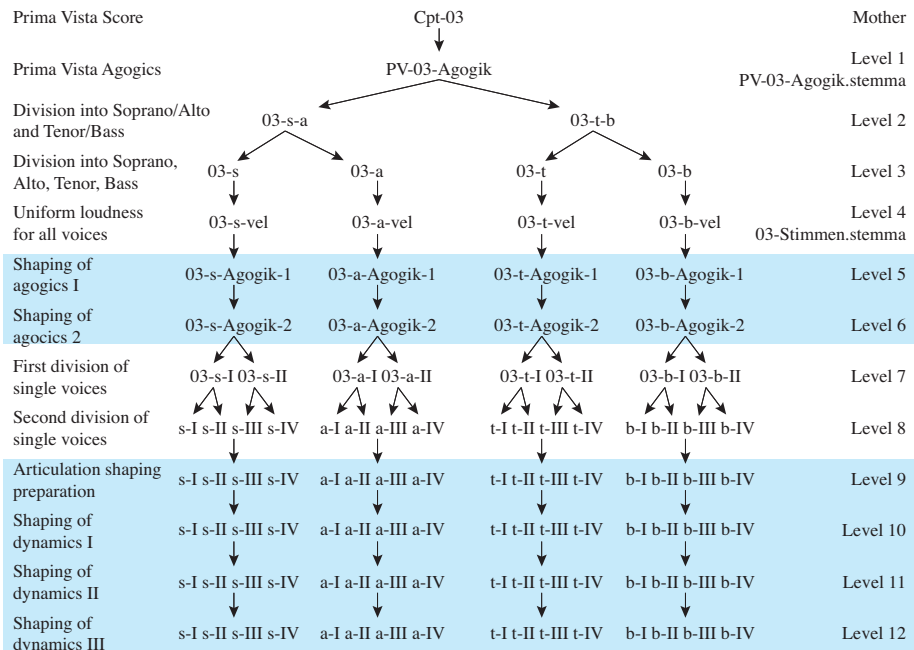 Prima Vista Score Cpt-03 Mother
Level 1
Prima Vista Agogics PV-03-Agogik
PV-03-Agogik.stemma
Division into Soprano/Alto
and Tenor/Bass
03-s-a 03-t-b Level 2
Division into Soprano,
Alto, Tenor, Bass
03-s 03-a 03-t 03-b Level 3
Uniform loudness
for all voices
03-s-vel 03-a-vel 03-t-vel 03-b-vel
Level 4
03-Stimmen.stemma
Shaping of
agogics I
03-s-Agogik-1 03-a-Agogik-1 03-t-Agogik-1 03-b-Agogik-1 Level 5
Shaping of
agocics 2
03-s-Agogik-2 03-a-Agogik-2 03-t-Agogik-2 03-b-Agogik-2 Level 6
First division of
single voices
03-s-I 03-s-II 03-a-I 03-a-II 03-t-I 03-t-II 03-b-I 03-b-II Level 7
Second division of
single voices
s-I s-II s-III s-IV a-I a-II a-III a-IV t-I t-II t-III t-IV b-I b-II b-III b-IV Level 8
Articulation shaping
preparation
s-I s-II s-III s-IV a-I a-II a-III a-IV t-I t-II t-III t-IV b-I b-II b-III b-IV Level 9
Shaping of
dynamics I
s-I s-II s-III s-IV a-I a-II a-III a-IV t-I t-II t-III t-IV b-I b-II b-III b-IV Level 10
Shaping of
dynamics II
s-I s-II s-III s-IV a-I a-II a-III a-IV t-I t-II t-III t-IV b-I b-II b-III b-IV Level 11
Shaping of
dynamics III
s-I s-II s-III s-IV a-I a-II a-III a-IV t-I t-II t-III t-IV b-I b-II b-III b-IV Level 12